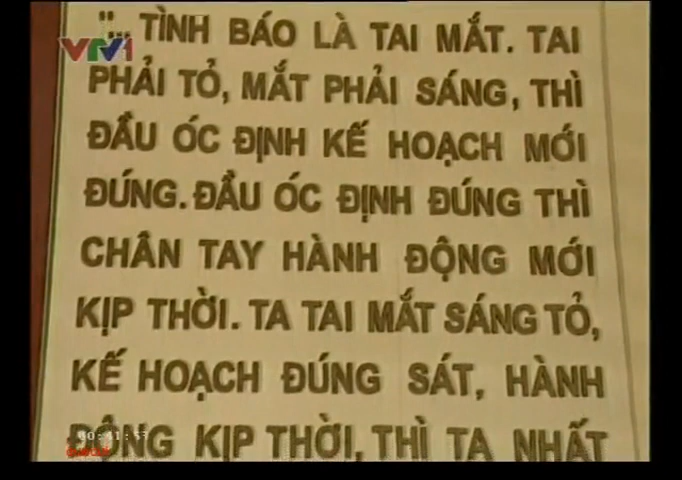 "... TÌNH BÁO LÀ TAI MẮT. TAI
VTV1
PHẢI TỎ, MẮT PHẢI SÁNG, THÌ
ĐẦU ÓC ĐỊNH KẾ HOẠCH MỚI
ĐÚNG. ĐẦU ÓC ĐỊNH ĐÚNG THÌ
CHÂN TAY HÀNH ĐỘNG MỚI
KỊP THỜI. TA TAI MẮT SÁNG TỎ,
KẾ HOẠCH ĐÚNG SÁT, HÀNH
ĐỘNG KỊP THỜI, THÌ TA NHẤT